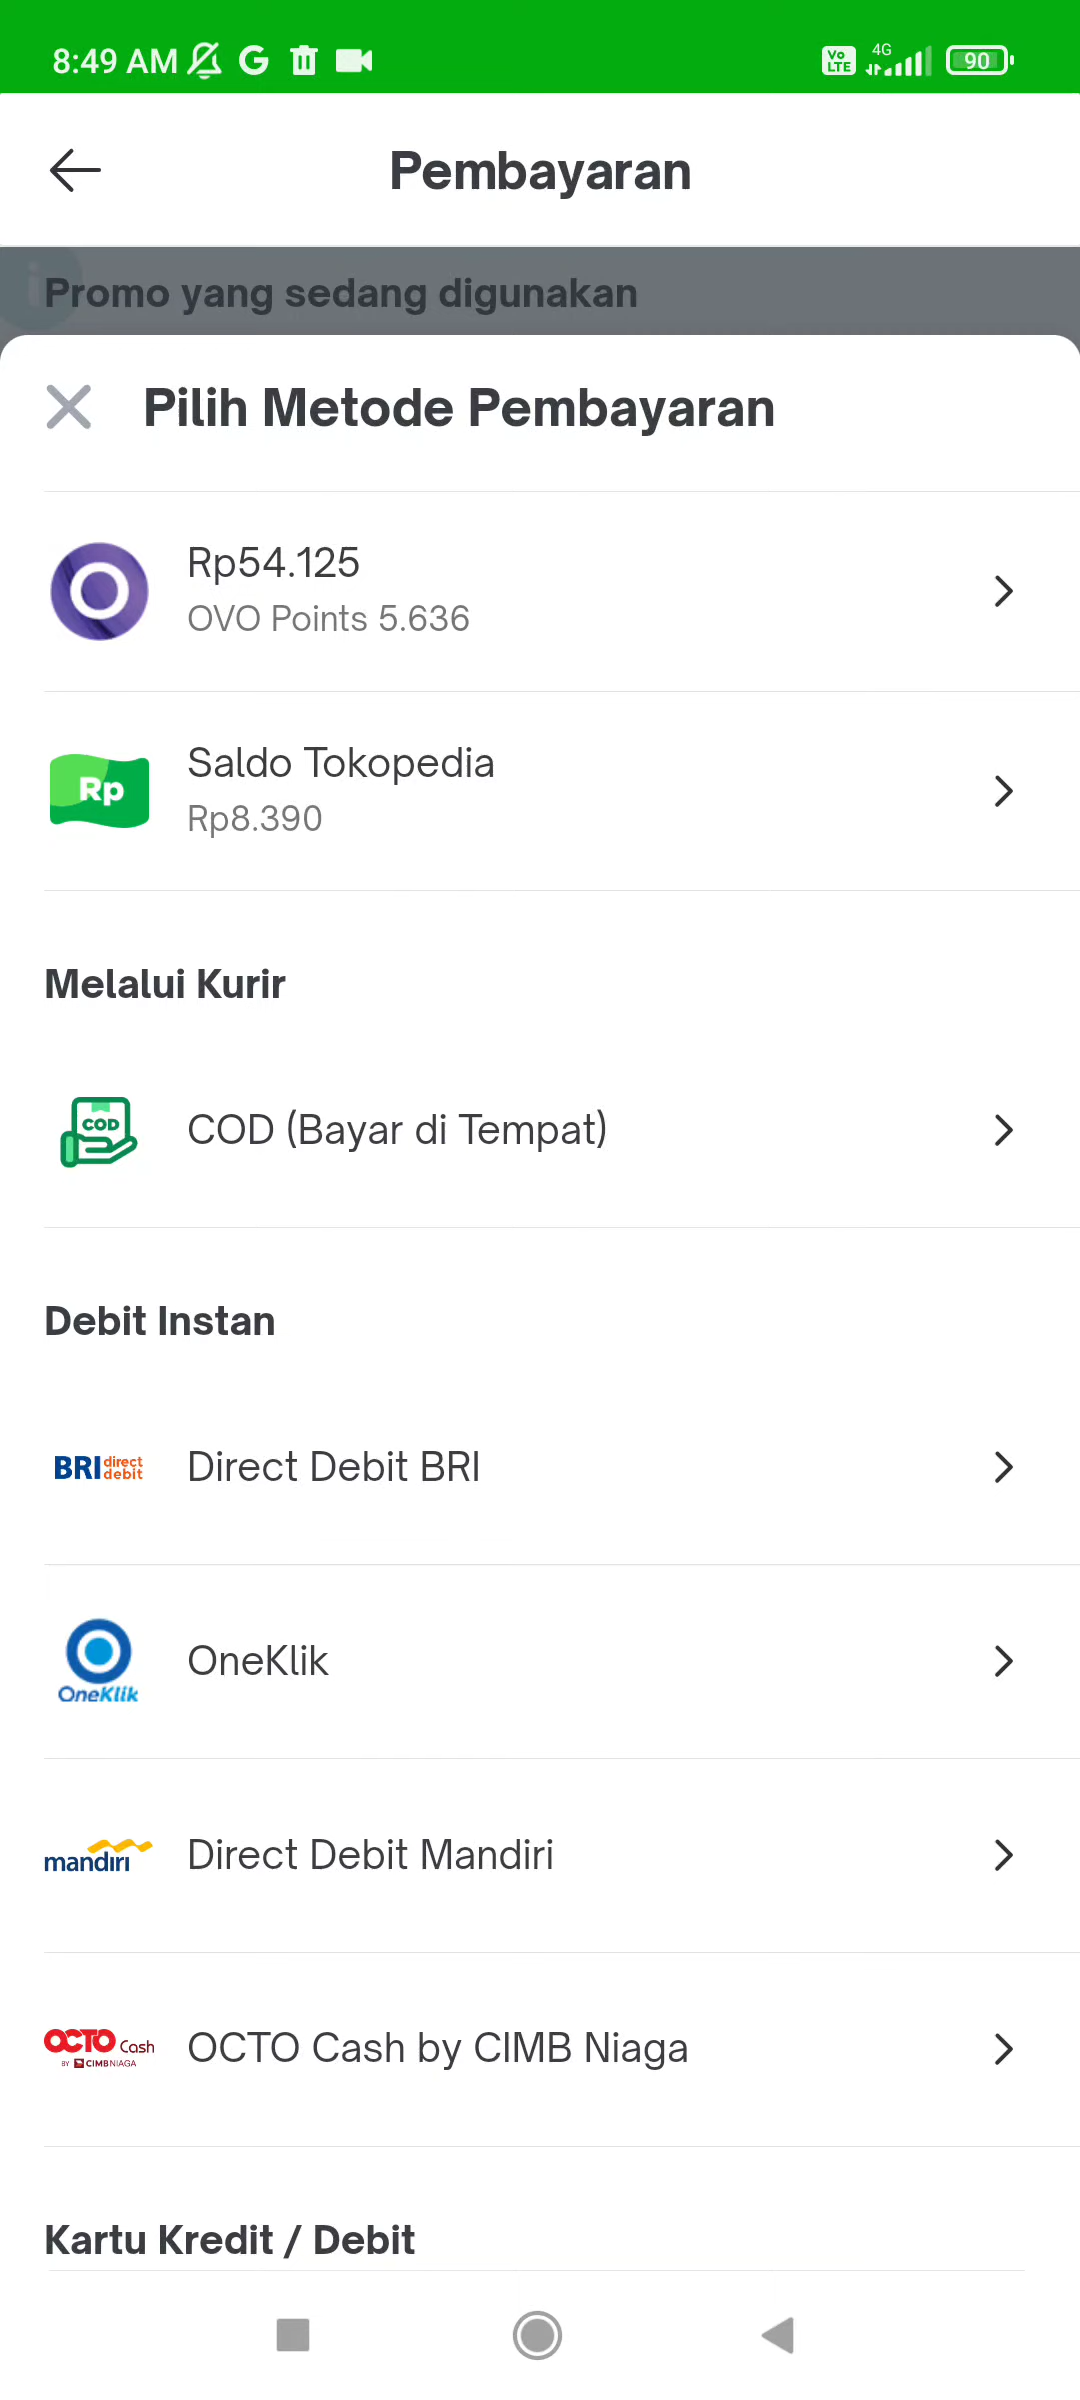 8:49 AM
Vo LTE
4G
90
Pembayaran
Promo yang sedang digunakan
Pilih Metode Pembayaran
Rp54.125
OVO Points 5.636
Rp
Saldo Tokopedia
Rp8.390
Melalui Kurir
COD
COD (Bayar di Tempat)
Debit Instan
BRI direct debit
Direct Debit BRI
OneKlik
OneKlik
mandiri
Direct Debit Mandiri
OCTO Cash
BY CIMB NIAGA
OCTO Cash by CIMB Niaga
Kartu Kredit / Debit